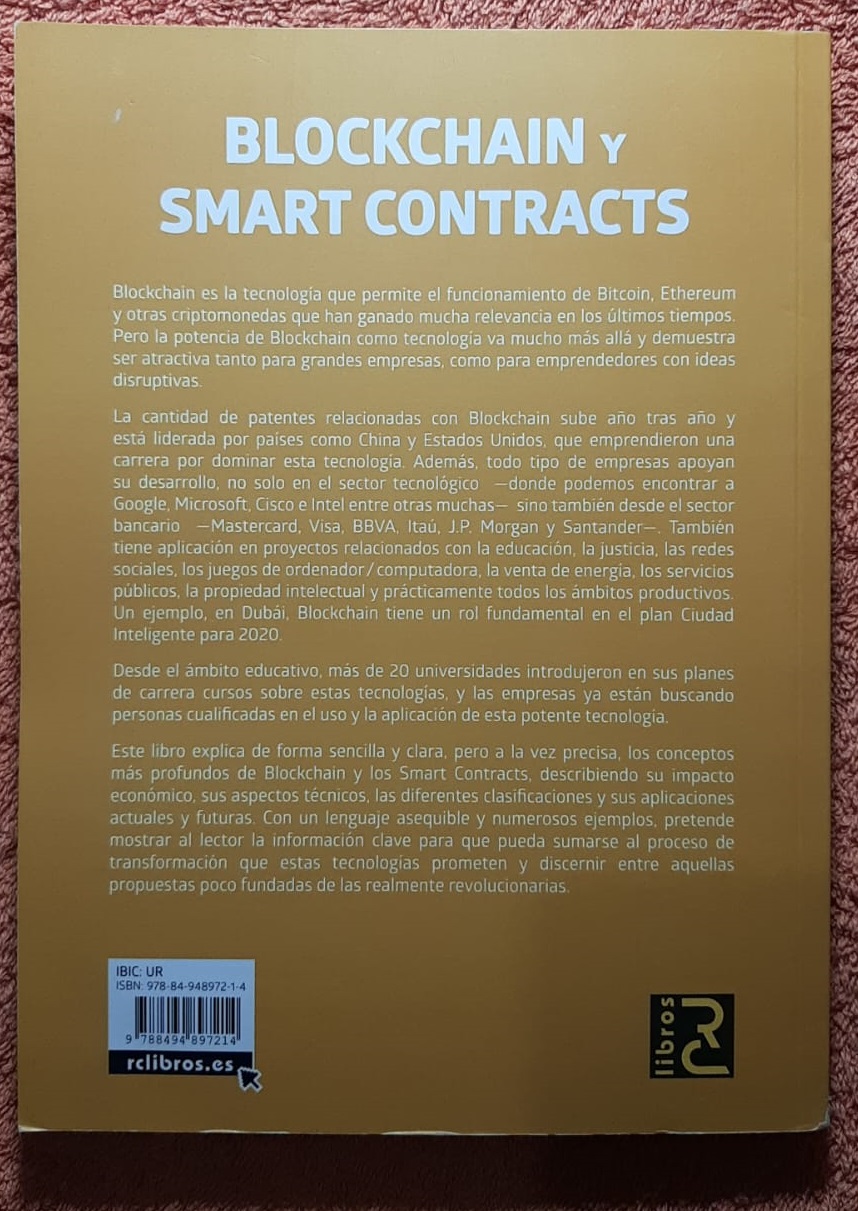 BLOCKCHAIN Y
SMART CONTRACTS
Blockchain es la tecnología que permite el funcionamiento de Bitcoin, Ethereum
y otras criptomonedas que han ganado mucha relevancia en los últimos tiempos.
Pero la potencia de Blockchain como tecnología va mucho más allá y demuestra
ser atractiva tanto para grandes empresas, como para emprendedores con ideas
disruptivas.
La cantidad de patentes relacionadas con Blockchain sube año tras año y
está liderada por países como China y Estados Unidos, que emprendieron una
carrera por dominar esta tecnología. Además, todo tipo de empresas apoyan
su desarrollo, no solo en el sector tecnológico —donde podemos encontrar a
Google, Microsoft, Cisco e Intel entre otras muchas— sino también desde el sector
bancario —Mastercard, Visa, BBVA, Itaú, J.P. Morgan y Santander—. También
tiene aplicación en proyectos relacionados con la educación, la justicia, las redes
sociales, los juegos de ordenador/computadora, la venta de energía, los servicios
públicos, la propiedad intelectual y prácticamente todos los ámbitos productivos.
Un ejemplo, en Dubái, Blockchain tiene un rol fundamental en el plan Ciudad
Inteligente para 2020.
Desde el ámbito educativo, más de 20 universidades introdujeron en sus planes
de carrera cursos sobre estas tecnologías, y las empresas ya están buscando
personas cualificadas en el uso y la aplicación de esta potente tecnología.
Este libro explica de forma sencilla y clara, pero a la vez precisa, los conceptos
más profundos de Blockchain y los Smart Contracts, describiendo su impacto
económico, sus aspectos técnicos, las diferentes clasificaciones y sus aplicaciones
actuales y futuras. Con un lenguaje asequible y numerosos ejemplos, pretende
mostrar al lector la información clave para que pueda sumarse al proceso de
transformación que estas tecnologías prometen y discernir entre aquellas
propuestas poco fundadas de las realmente revolucionarias.
IBIC: UR
ISBN: 978-84-948972-1-4
9 788494 897214
rclibros.es
libros
RC